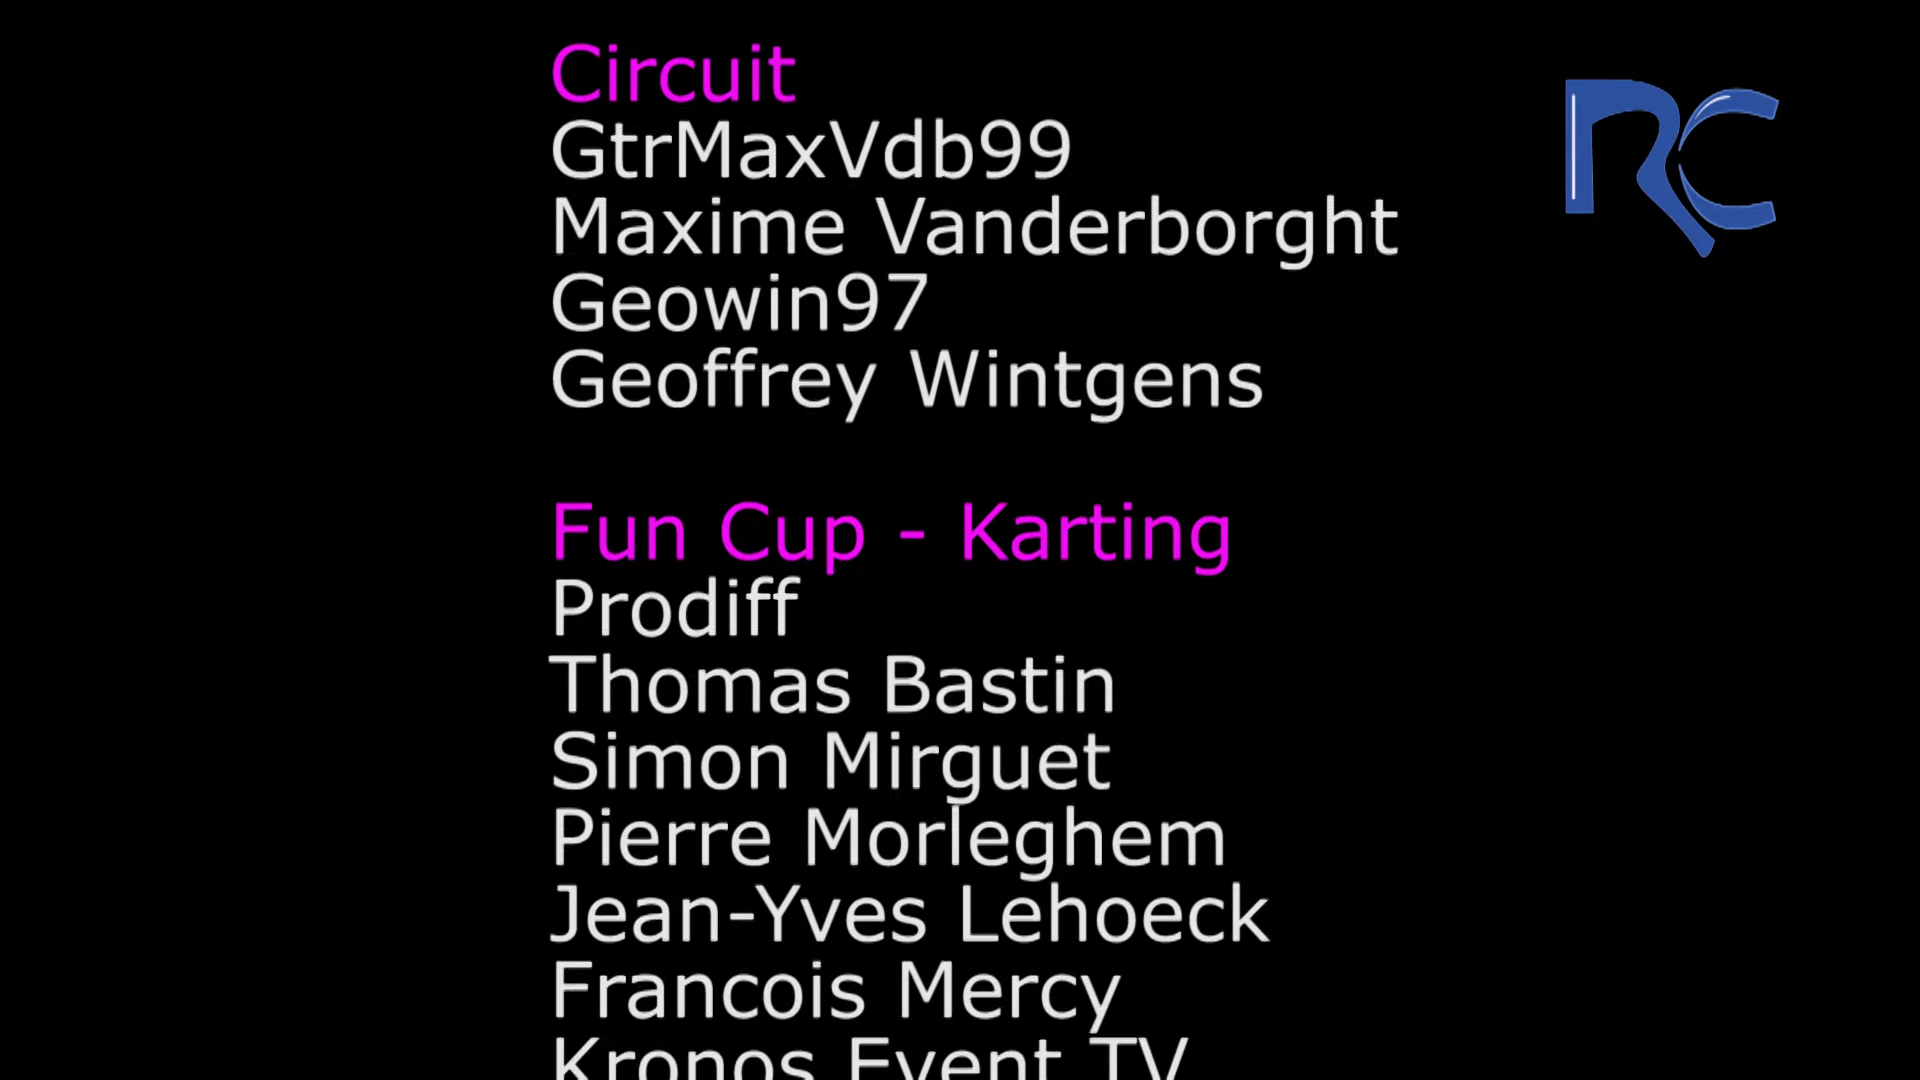 Circuit
RC
GtrMaxVdb99
Maxime Vanderborght
Geowin97
Geoffrey Wintgens
Fun Cup - Karting
Prodiff
Thomas Bastin
Simon Mirguet
Pierre Morleghem
Jean-Yves Lehoeck
Francois Mercy
Kronos Event TV